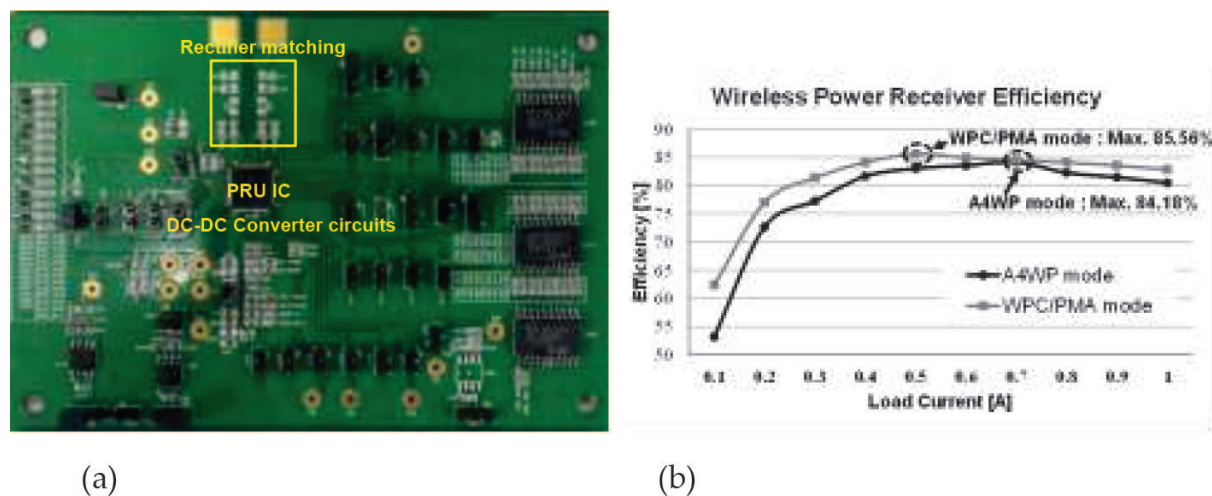 Rectifier matching
PRU IC
DC-DC Converter circuits
(a)
Wireless Power Receiver Efficiency
Efficiency [%]
90
85
80
75
70
65
60
55
50
WPC/PMA mode : Max. 85.56%
A4WP mode : Max. 84.18%
A4WP mode
WPC/PMA mode
0.1 0.2 0.3 0.4 0.5 0.6 0.7 0.8 0.9 1
Load Current [A]
(b)